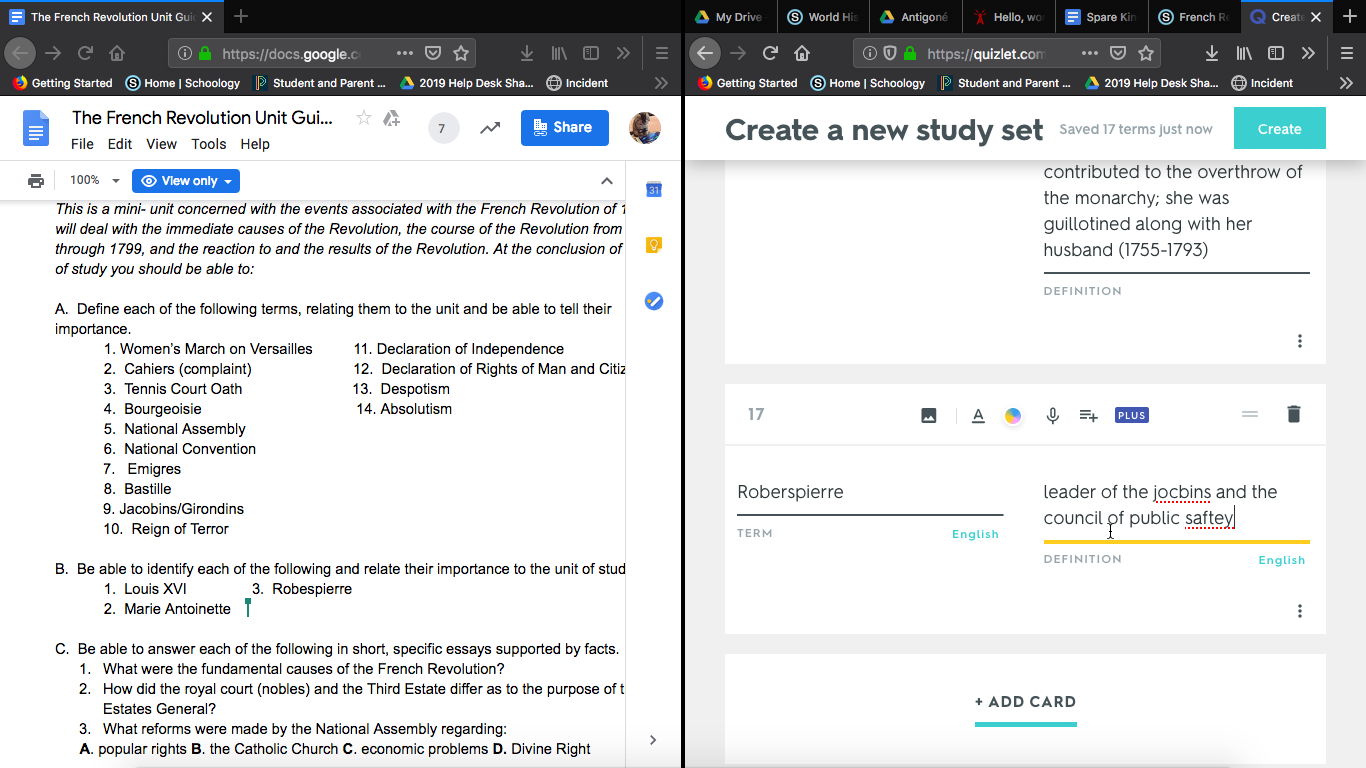 The French Revolution Unit Gui
https://docs.google.c
Getting Started
Home | Schoology
Student and Parent ...
2019 Help Desk Sha...
Incident
The French Revolution Unit Gui...
File Edit View Tools Help
7
Share
100%
View only
31
This is a mini- unit concerned with the events associated with the French Revolution of 1
will deal with the immediate causes of the Revolution, the course of the Revolution from
through 1799, and the reaction to and the results of the Revolution. At the conclusion of
of study you should be able to:
A. Define each of the following terms, relating them to the unit and be able to tell their
importance.
1. Women's March on Versailles 11. Declaration of Independence
2. Cahiers (complaint) 12. Declaration of Rights of Man and Citiz
3. Tennis Court Oath 13. Despotism
4. Bourgeoisie 14. Absolutism
5. National Assembly
6. National Convention
7. Emigres
8. Bastille
9. Jacobins/Girondins
10. Reign of Terror
B. Be able to identify each of the following and relate their importance to the unit of stud
1. Louis XVI 3. Robespierre
2. Marie Antoinette
C. Be able to answer each of the following in short, specific essays supported by facts.
1. What were the fundamental causes of the French Revolution?
2. How did the royal court (nobles) and the Third Estate differ as to the purpose of t
Estates General?
3. What reforms were made by the National Assembly regarding:
A. popular rights B. the Catholic Church C. economic problems D. Divine Right
My Drive
World His
Antigoné
Hello, wo
Spare Kin
French R
Create
https://quizlet.com
Getting Started
Home | Schoology
Student and Parent ...
2019 Help Desk Sha...
Incident
Create a new study set
Saved 17 terms just now
Create
contributed to the overthrow of
the monarchy; she was
guillotined along with her
husband (1755-1793)
DEFINITION
17
PLUS
Roberspierre
TERM
English
leader of the jocbins and the
council of public saftey
DEFINITION
English
+ ADD CARD